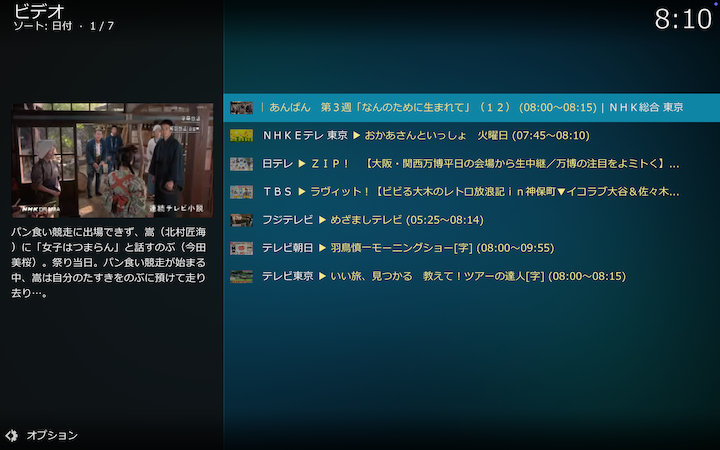 ビデオ
ソート: 日付 · 1 / 7
8:10
あんぱん　第３週「なんのために生まれて」（１２） (08:00～08:15) | ＮＨＫ総合 東京
ＮＨＫＥテレ 東京 ▶ おかあさんといっしょ　火曜日 (07:45～08:10)
日テレ ▶ ＺＩＰ！　【大阪・関西万博平日の会場から生中継／万博の注目をよミトく】...
ＴＢＳ ▶ ラヴィット！【ビビる大木のレトロ放浪記ｉｎ神保町▼イコラブ大谷＆佐々木...
フジテレビ ▶ めざましテレビ (05:25～08:14)
テレビ朝日 ▶ 羽鳥慎一モーニングショー[字] (08:00～09:55)
テレビ東京 ▶ いい旅、見つかる　教えて！ツアーの達人[字] (08:00～08:15)
NHK
連続テレビ小説
パン食い競走に出場できず、嵩（北村匠海
）に「女子はつまらん」と話すのぶ（今田
美桜）。祭り当日。パン食い競走が始まる
中、嵩は自分のたすきをのぶに預けて走り
去り…。
オプション